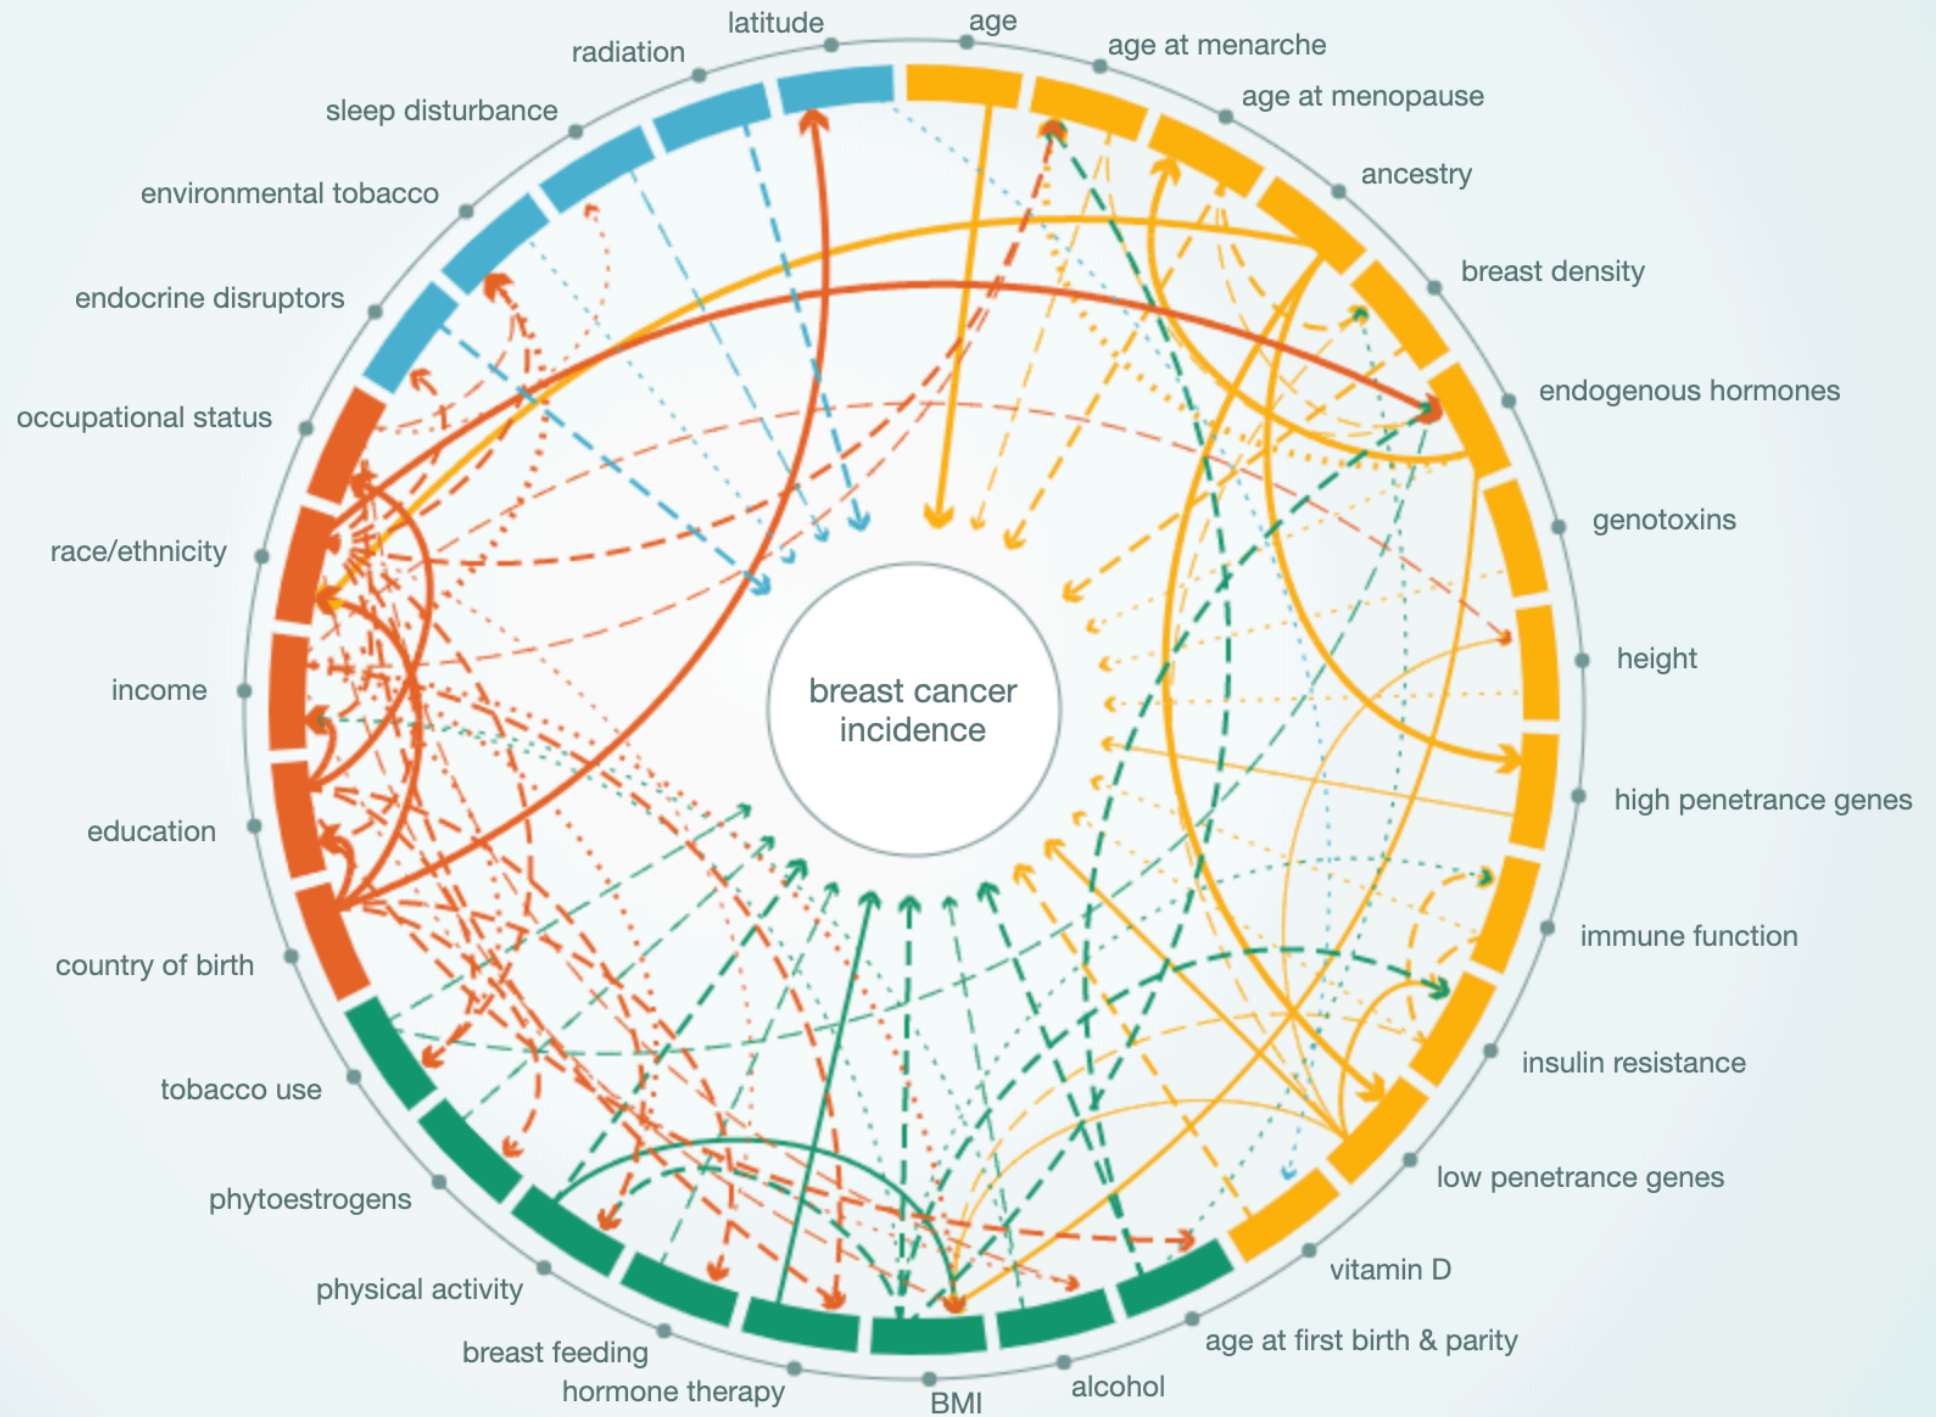 latitude
age
radiation
age at menarche
sleep disturbance
age at menopause
environmental tobacco
ancestry
endocrine disruptors
breast density
occupational status
endogenous hormones
race/ethnicity
genotoxins
income
height
breast cancer
incidence
education
high penetrance genes
country of birth
immune function
tobacco use
insulin resistance
phytoestrogens
low penetrance genes
physical activity
vitamin D
breast feeding
age at first birth & parity
hormone therapy
alcohol
BMI